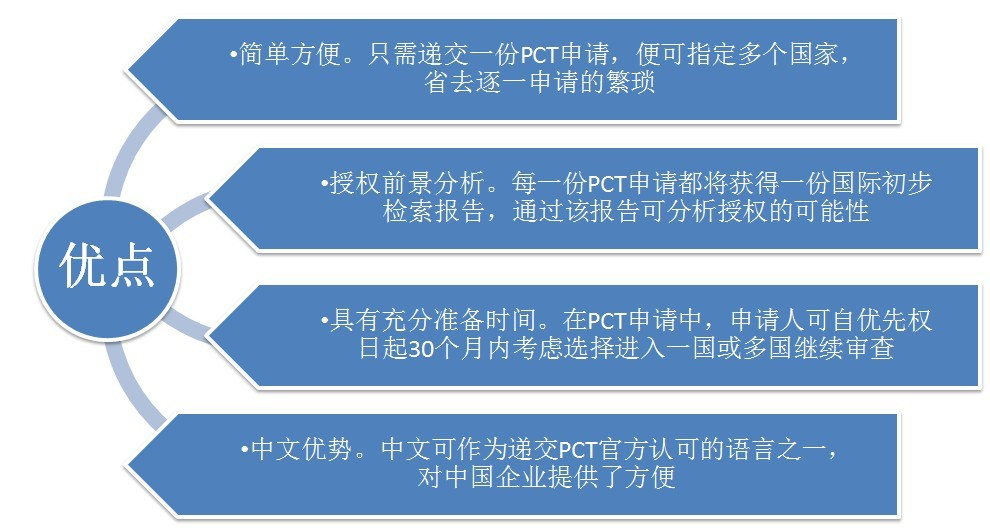 •简单方便。只需递交一份PCT申请，便可指定多个国家，
省去逐一申请的繁琐
•授权前景分析。每一份PCT申请都将获得一份国际初步
检索报告，通过该报告可分析授权的可能性
优点
•具有充分准备时间。在PCT申请中，申请人可自优先权
日起30个月内考虑选择进入一国或多国继续审查
•中文优势。中文可作为递交PCT官方认可的语言之一，
对中国企业提供了方便